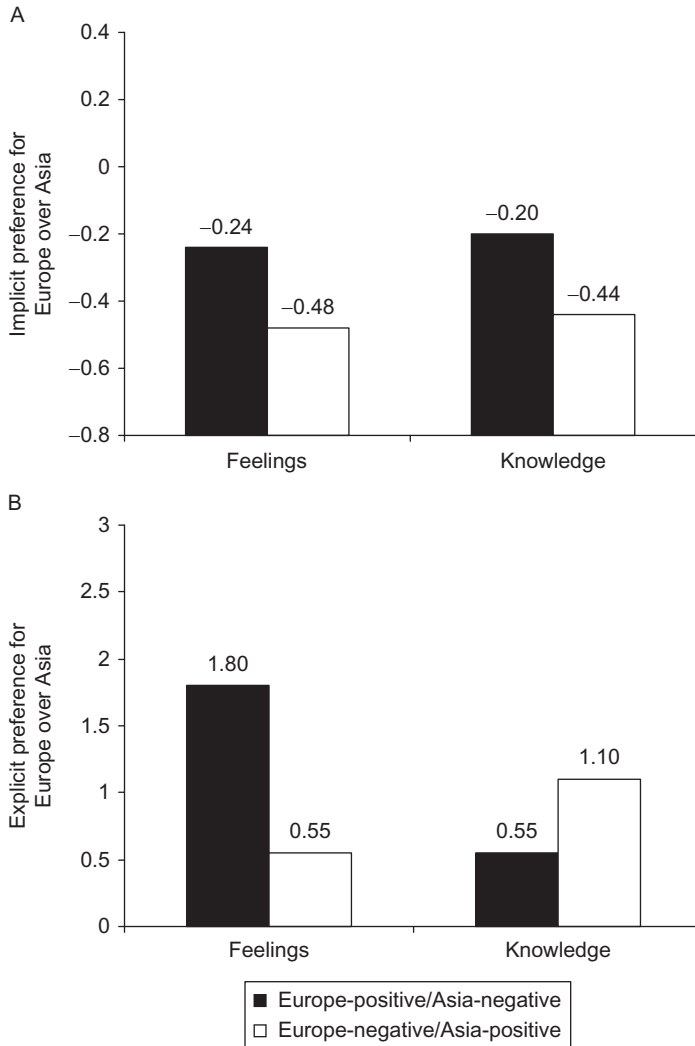 A
Implicit preference for
Europe over Asia
0.4
0.2
0
−0.2
−0.4
−0.6
−0.8
−0.24
−0.48
−0.20
−0.44
Feelings
Knowledge
B
Explicit preference for
Europe over Asia
3
2.5
2
1.5
1
0.5
0
1.80
0.55
0.55
1.10
Feelings
Knowledge
Europe-positive/Asia-negative
Europe-negative/Asia-positive